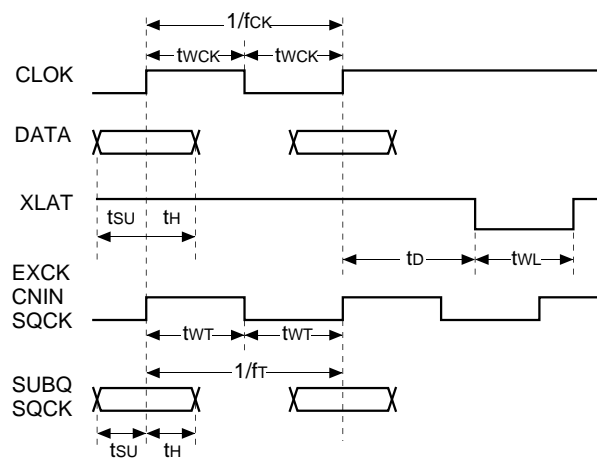 1/fCK
tWCK tWCK
CLOK
DATA
XLAT
tSU tH
tD tWL
EXCK
CNIN
SQCK
tWT tWT
1/fT
SUBQ
SQCK
tSU tH